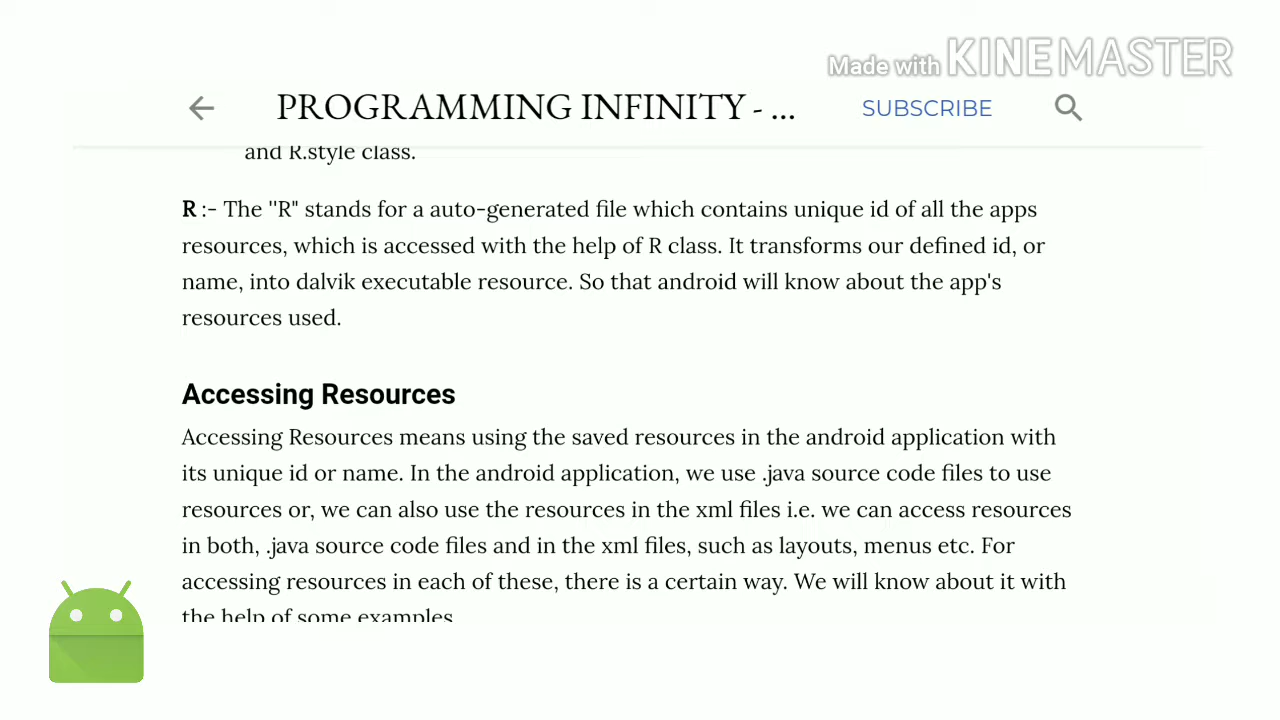 Made with KINEMASTER
PROGRAMMING INFINITY - ...
SUBSCRIBE
and R.style class.
R :- The ''R" stands for a auto-generated file which contains unique id of all the apps
resources, which is accessed with the help of R class. It transforms our defined id, or
name, into dalvik executable resource. So that android will know about the app's
resources used.
Accessing Resources
Accessing Resources means using the saved resources in the android application with
its unique id or name. In the android application, we use .java source code files to use
resources or, we can also use the resources in the xml files i.e. we can access resources
in both, .java source code files and in the xml files, such as layouts, menus etc. For
accessing resources in each of these, there is a certain way. We will know about it with
the help of some examples